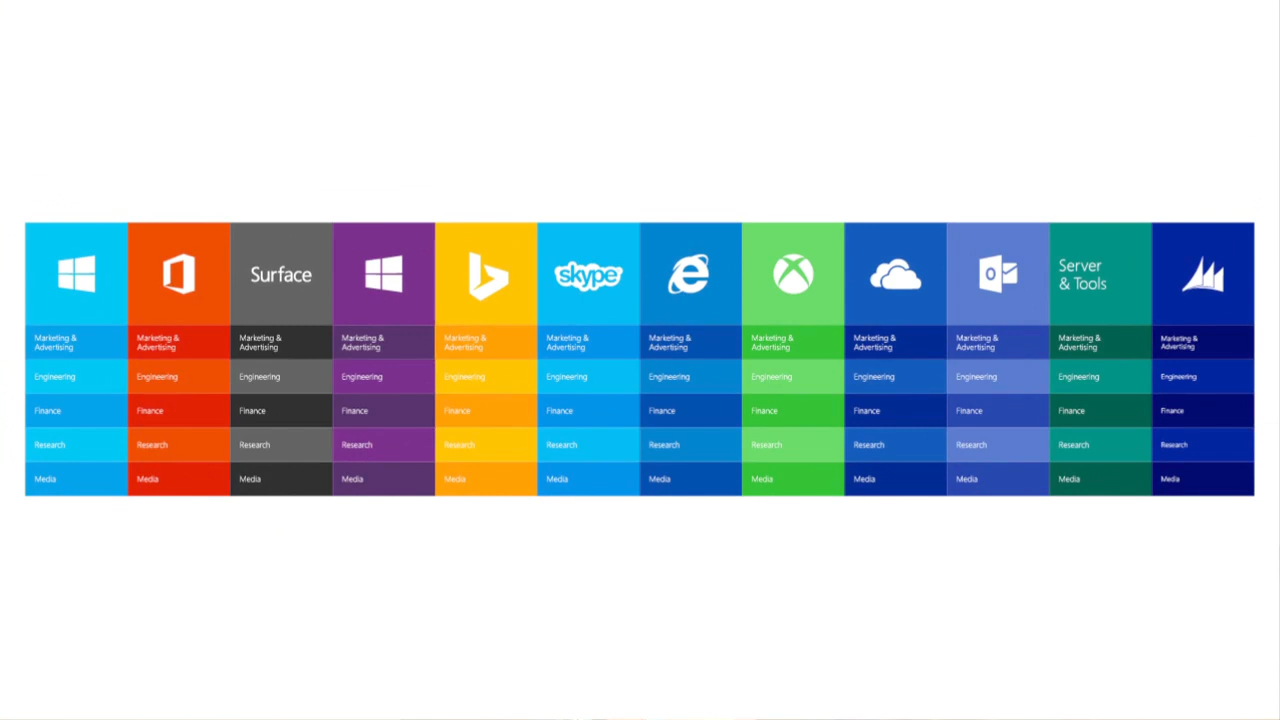 Surface
skype
Server
& Tools
Marketing &
Advertising
Marketing &
Advertising
Marketing &
Advertising
Marketing &
Advertising
Marketing &
Advertising
Marketing &
Advertising
Marketing &
Advertising
Marketing &
Advertising
Marketing &
Advertising
Marketing &
Advertising
Marketing &
Advertising
Marketing &
Advertising
Engineering
Engineering
Engineering
Engineering
Engineering
Engineering
Engineering
Engineering
Engineering
Engineering
Engineering
Engineering
Finance
Finance
Finance
Finance
Finance
Finance
Finance
Finance
Finance
Finance
Finance
Finance
Research
Research
Research
Research
Research
Research
Research
Research
Research
Research
Research
Research
Media
Media
Media
Media
Media
Media
Media
Media
Media
Media
Media
Media